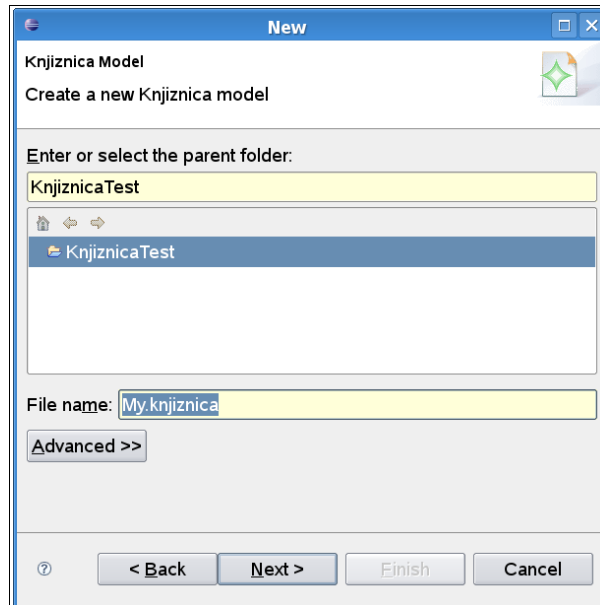 New
Knjiznica Model
Create a new Knjiznica model
Enter or select the parent folder:
KnjiznicaTest
KnjiznicaTest
File name: My.knjiznica
Advanced >>
? < Back Next > Finish Cancel